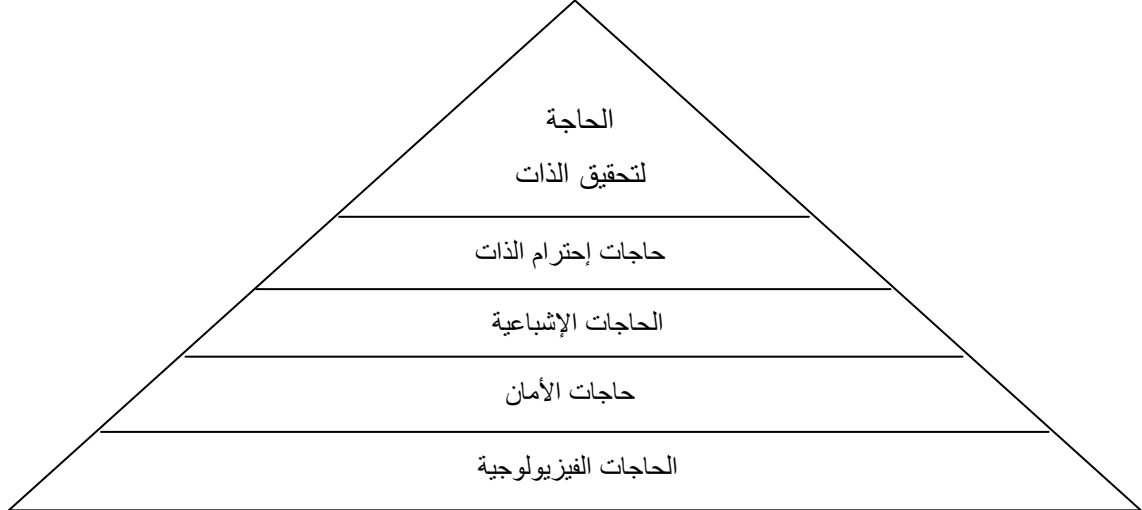 الحاجة
لتحقيق الذات
حاجات إحترام الذات
الحاجات الإشباعية
حاجات الأمان
الحاجات الفيزيولوجية